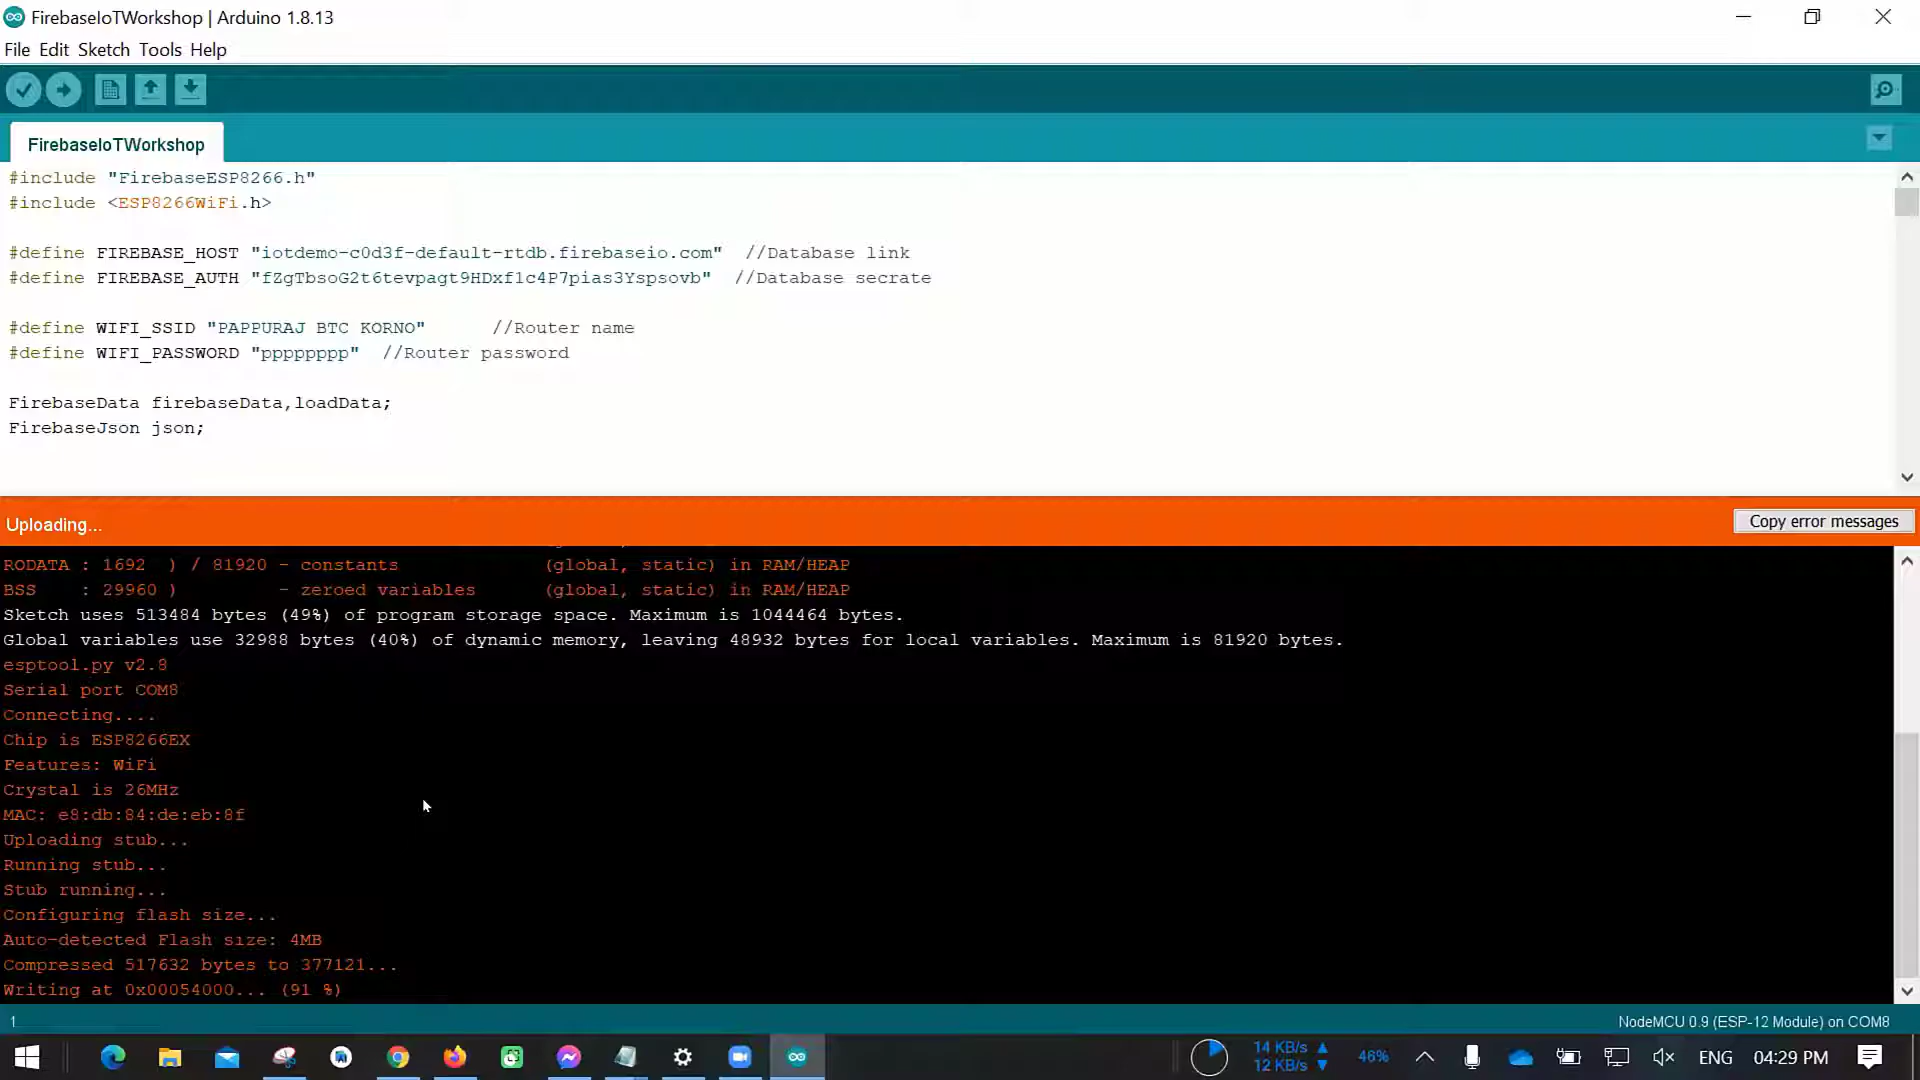 FirebaseIoTWorkshop | Arduino 1.8.13
File Edit Sketch Tools Help
FirebaseIoTWorkshop
#include "FirebaseESP8266.h"
#include <ESP8266WiFi.h>
#define FIREBASE_HOST "iotdemo-c0d3f-default-rtdb.firebaseio.com" //Database link
#define FIREBASE_AUTH "fZgTbsoG2t6tevpagt9HDxf1c4P7pias3Yspsovb" //Database secrate
#define WIFI_SSID "PAPPURAJ BTC KORNO" //Router name
#define WIFI_PASSWORD "pppppppp" //Router password
FirebaseData firebaseData,loadData;
FirebaseJson json;
Uploading...
Copy error messages
RODATA : 1692 ) / 81920 - constants (global, static) in RAM/HEAP
BSS : 29960 ) - zeroed variables (global, static) in RAM/HEAP
Sketch uses 513484 bytes (49%) of program storage space. Maximum is 1044464 bytes.
Global variables use 32988 bytes (40%) of dynamic memory, leaving 48932 bytes for local variables. Maximum is 81920 bytes.
esptool.py v2.8
Serial port COM8
Connecting....
Chip is ESP8266EX
Features: WiFi
Crystal is 26MHz
MAC: e8:db:84:de:eb:8f
Uploading stub...
Running stub...
Stub running...
Configuring flash size...
Auto-detected Flash size: 4MB
Compressed 517632 bytes to 377121...
Writing at 0x00054000... (91 %)
1
NodeMCU 0.9 (ESP-12 Module) on COM8
14 KB/s
12 KB/s
46%
ENG
04:29 PM